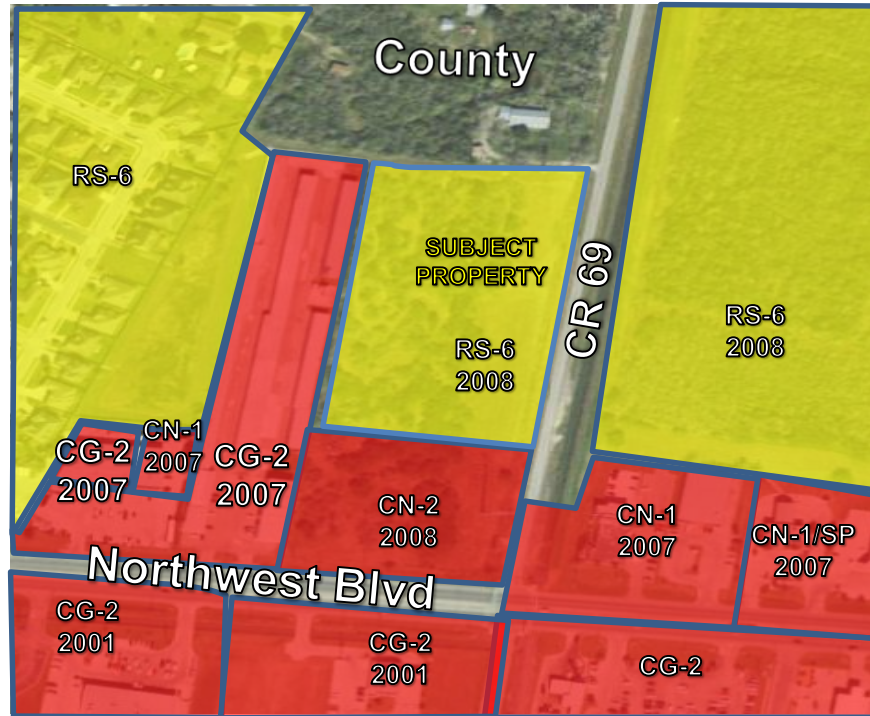 County
RS-6
SUBJECT
PROPERTY
CR 69
RS-6
2008
RS-6
2008
CG-2
2007
CN-1
2007
CG-2
2007
CN-2
2008
CN-1
2007
CN-1/SP
2007
Northwest Blvd
CG-2
2001
CG-2
2001
CG-2